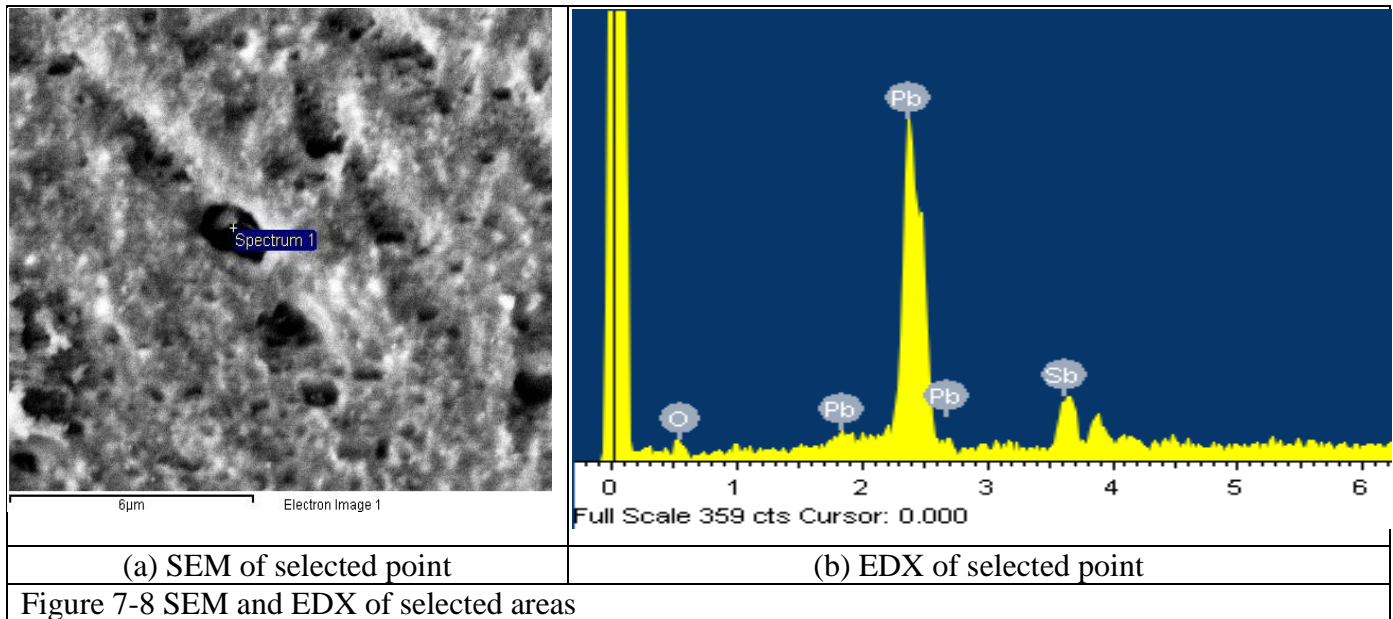 Spectrum 1
6µm Electron Image 1
Pb
Pb
Sb
O
Pb
0 1 2 3 4 5 6
Full Scale 359 cts Cursor: 0.000
(a) SEM of selected point
(b) EDX of selected point
Figure 7-8 SEM and EDX of selected areas